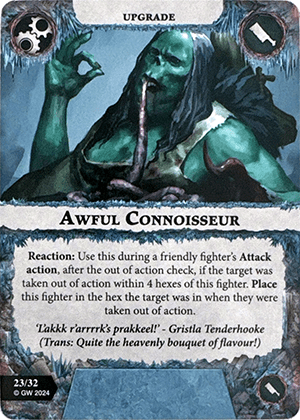 UPGRADE
AWFUL CONNOISSEUR
Reaction: Use this during a friendly fighter's Attack
action, after the out of action check, if the target was
taken out of action within 4 hexes of this fighter. Place
this fighter in the hex the target was in when they were
taken out of action.
'L'akkk r'arrrrk's prakkeel!' - Gristla Tenderhooke
(Trans: Quite the heavenly bouquet of flavour!)
23/32
© GW 2024